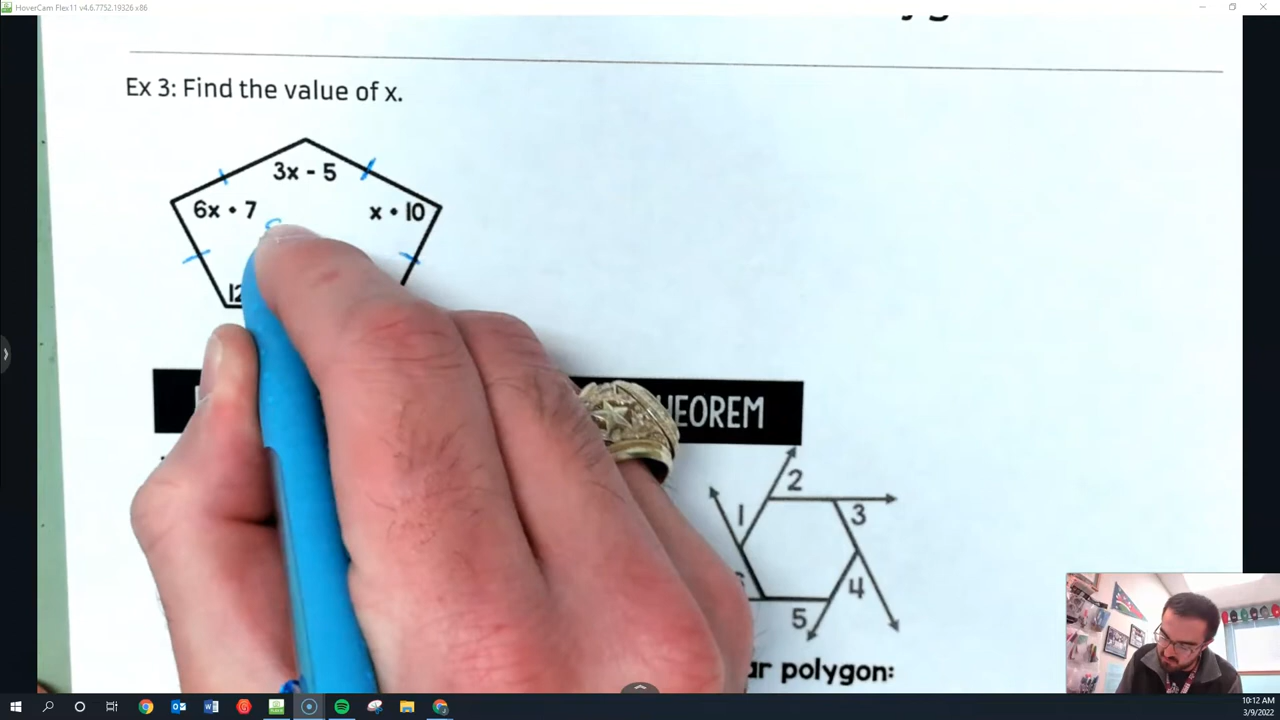 HoverCam Flex11 v4.6.7752.19326 x86
Ex 3: Find the value of x.
3x - 5
6x • 7
x • 10
12
EOREM
2
1
3
4
5
ar polygon:
10:12 AM
3/9/2022